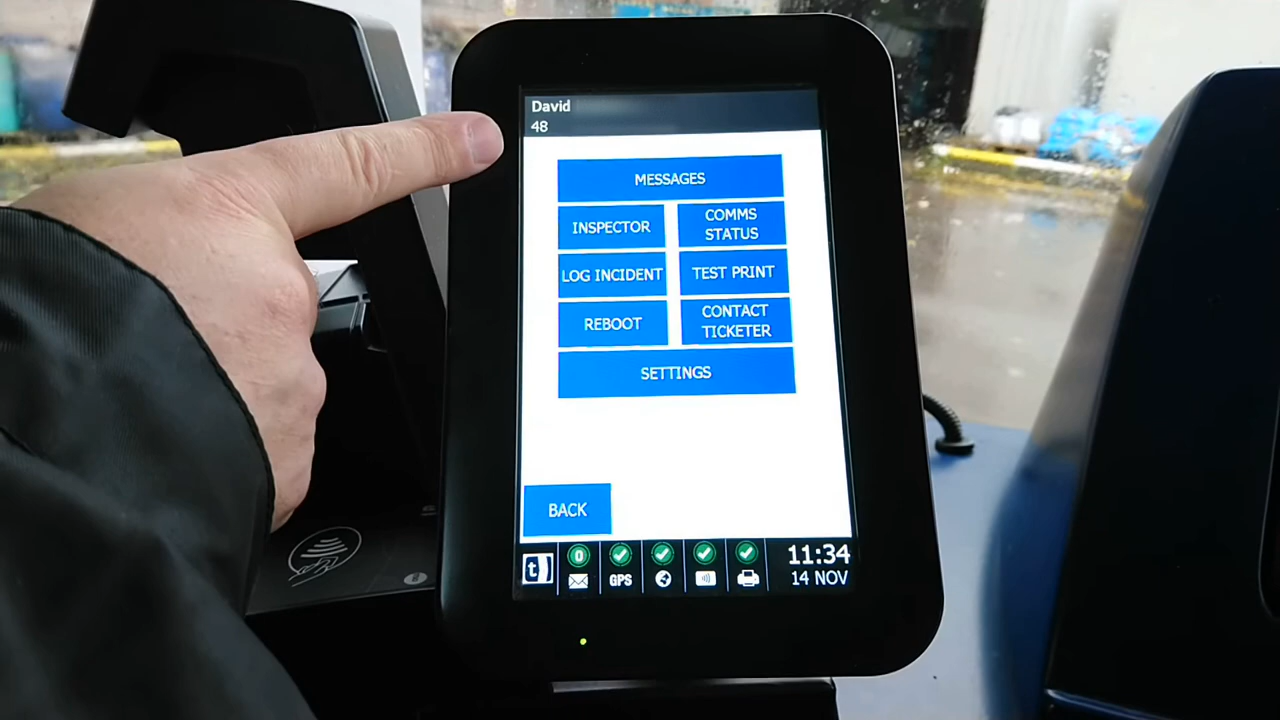 David
48
MESSAGES
INSPECTOR
COMMS
STATUS
LOG INCIDENT
TEST PRINT
REBOOT
CONTACT
TICKETER
SETTINGS
BACK
t
0
GPS
11:34
14 NOV